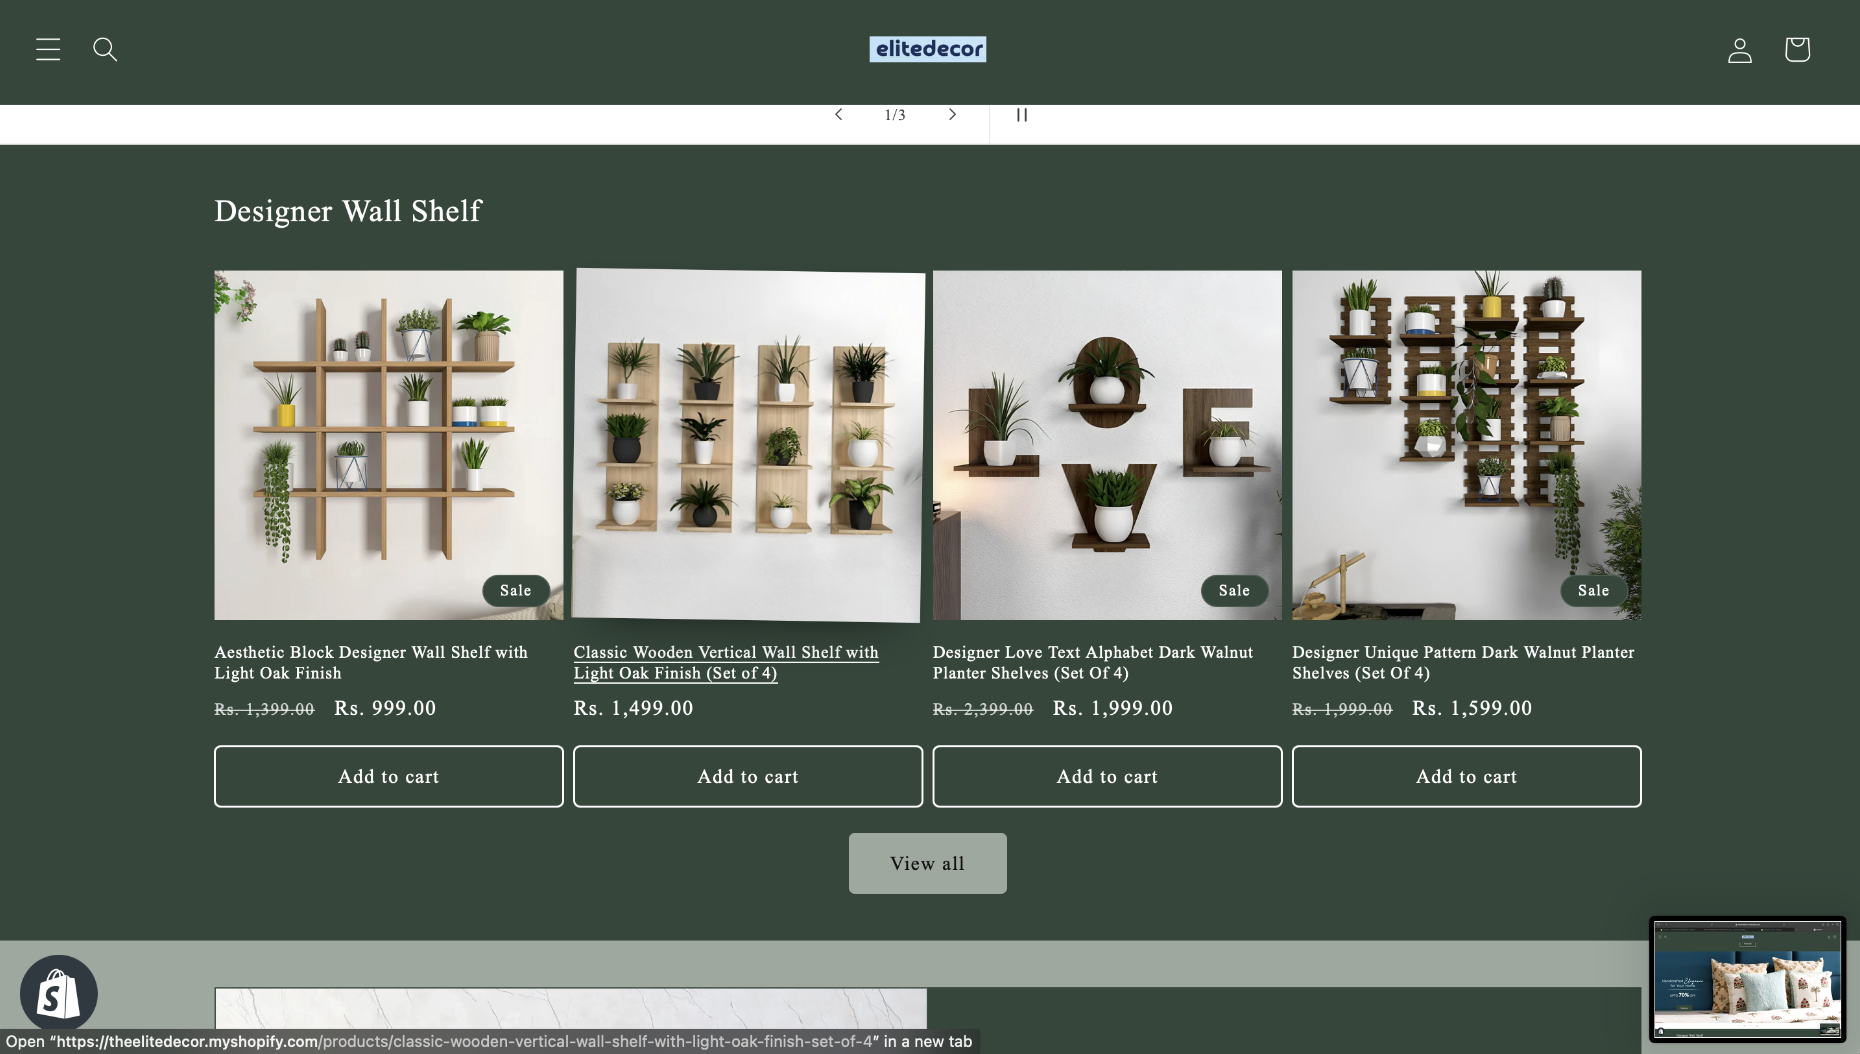 elitedecor
1/3
Designer Wall Shelf
Sale
Sale
Sale
Aesthetic Block Designer Wall Shelf with
Light Oak Finish
Rs. 1,399.00 Rs. 999.00
Add to cart
Classic Wooden Vertical Wall Shelf with
Light Oak Finish (Set of 4)
Rs. 1,499.00
Add to cart
Designer Love Text Alphabet Dark Walnut
Planter Shelves (Set Of 4)
Rs. 2,399.00 Rs. 1,999.00
Add to cart
Designer Unique Pattern Dark Walnut Planter
Shelves (Set Of 4)
Rs. 1,999.00 Rs. 1,599.00
Add to cart
View all
Open “https://theelitedecor.myshopify.com/products/classic-wooden-vertical-wall-shelf-with-light-oak-finish-set-of-4” in a new tab